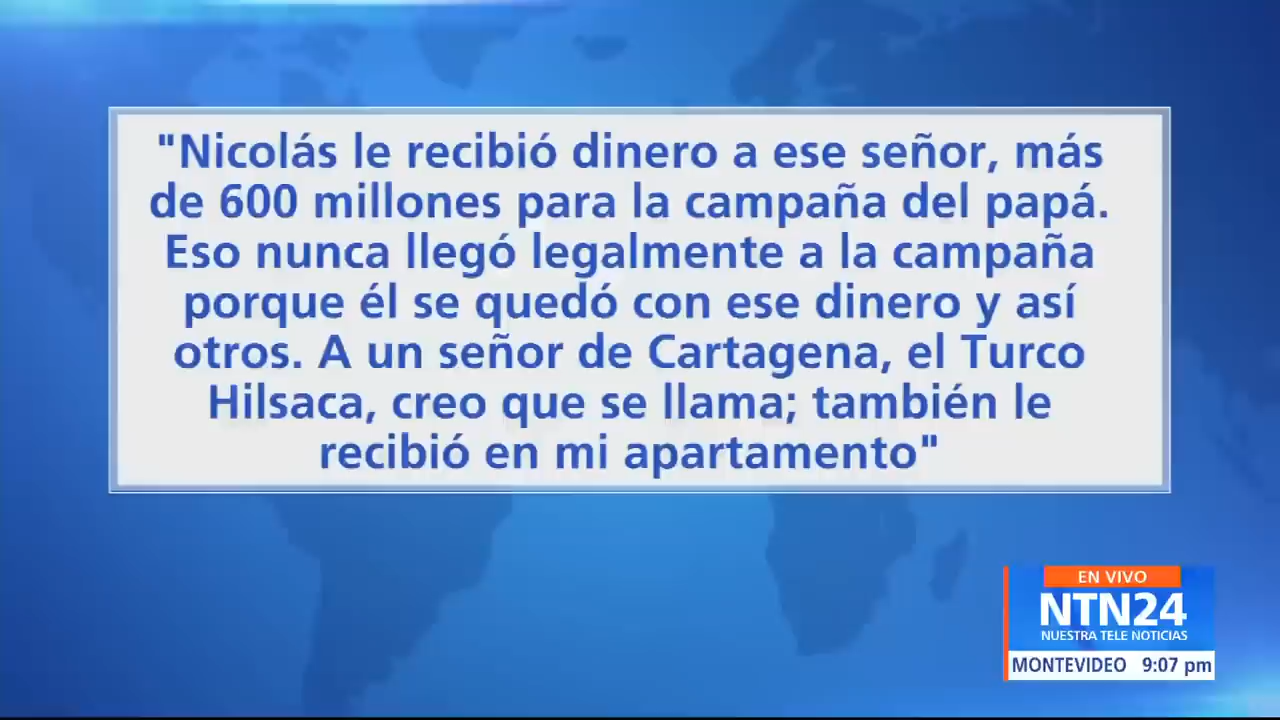 "Nicolás le recibió dinero a ese señor, más
de 600 millones para la campaña del papá.
Eso nunca llegó legalmente a la campaña
porque él se quedó con ese dinero y así
otros. A un señor de Cartagena, el Turco
Hilsaca, creo que se llama; también le
recibió en mi apartamento"
EN VIVO
NTN24
NUESTRA TELE NOTICIAS
MONTEVIDEO 9:07 pm